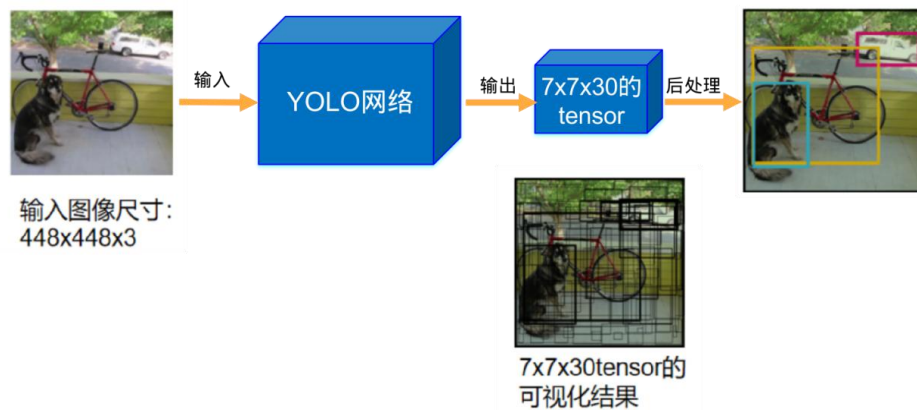 输入
YOLO网络
输出
7x7x30的
tensor
后处理
输入图像尺寸:
448x448x3
7x7x30tensor的
可视化结果